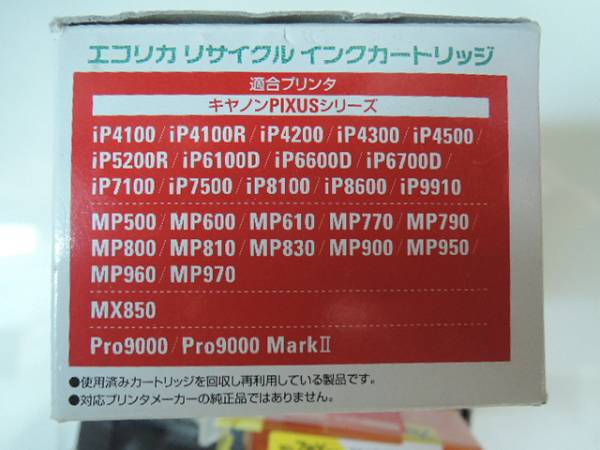 エコリカ リサイクル インクカートリッジ
適合プリンタ
キヤノンPIXUSシリーズ
iP4100/iP4100R/iP4200/iP4300/iP4500/
iP5200R/iP6100D/iP6600D/iP6700D/
iP7100/iP7500/iP8100/iP8600/iP9910
MP500/MP600/MP610/MP770/MP790/
MP800/MP810/MP830/MP900/MP950/
MP960/MP970
MX850
Pro9000/Pro9000 MarkⅡ
●使用済みカートリッジを回収し再利用している製品です。
●対応プリンタメーカーの純正品ではありません。